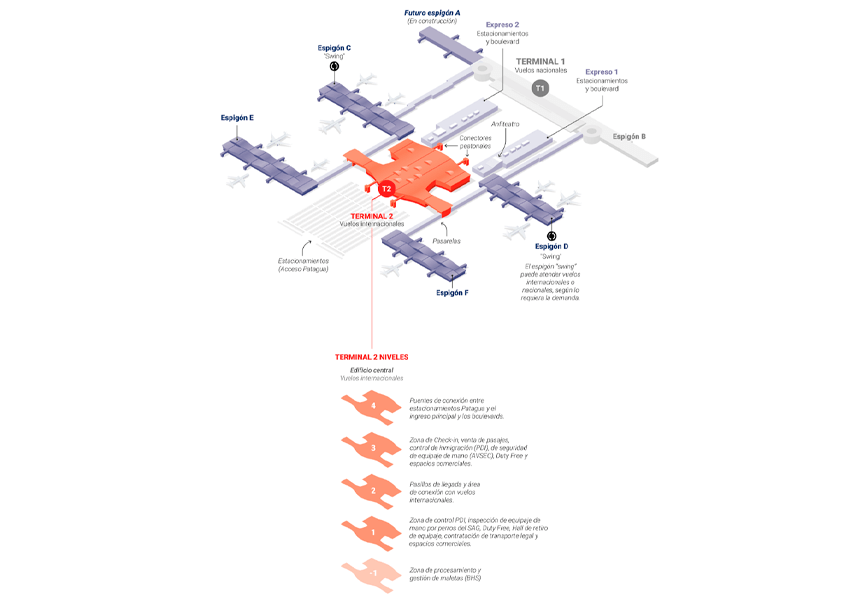 Futuro espigón A
(En construcción)
Expreso 2
Estacionamientos
y boulevard
Espigón C
"Swing"
TERMINAL 1
Vuelos nacionales
T1
Expreso 1
Estacionamientos
y boulevard
Espigón E
Anfiteatro
Conectores
peatonales
Espigón B
T2
TERMINAL 2
Vuelos internacionales
Pasarelas
Estacionamientos
(Acceso Patagua)
Espigón D
"Swing"
El espigón "swing"
puede atender vuelos
internacionales o
nacionales, según lo
requiera la demanda.
Espigón F
TERMINAL 2 NIVELES
Edificio central
Vuelos internacionales
4
Puentes de conexión entre
estacionamientos Patagua y el
ingreso principal y los boulevards.
3
Zona de Check-in, venta de pasajes,
control de inmigración (PDI), de seguridad
de equipaje de mano (AVSEC), Duty Free y
espacios comerciales.
2
Pasillos de llegada y área
de conexión con vuelos
internacionales.
1
Zona de control PDI, inspección de equipaje de
mano por perros del SAG, Duty Free, Hall de retiro
de equipaje, contratación de transporte legal y
espacios comerciales.
-1
Zona de procesamiento y
gestión de maletas (BHS)